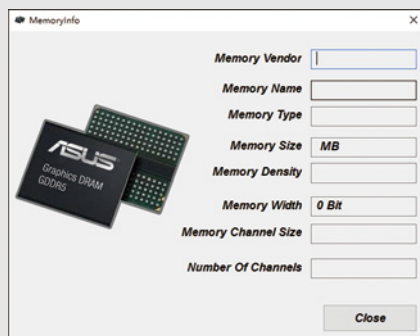 MemoryInfo
Memory Vendor
Memory Name
Memory Type
Memory Size MB
Memory Density
Memory Width 0 Bit
Memory Channel Size
Number Of Channels
ASUS
Graphics DRAM
GDDR5
Close